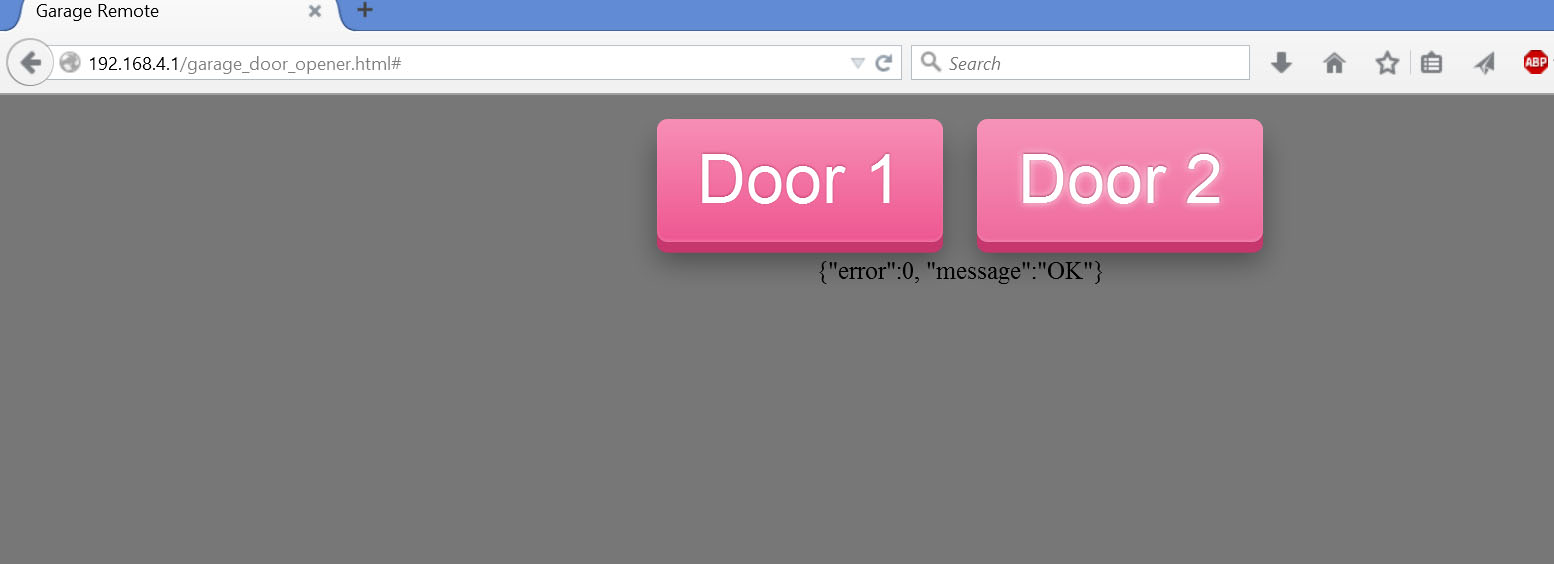 Garage Remote
192.168.4.1/garage_door_opener.html#
Search
ABP
Door 1
Door 2
{"error":0, "message":"OK"}